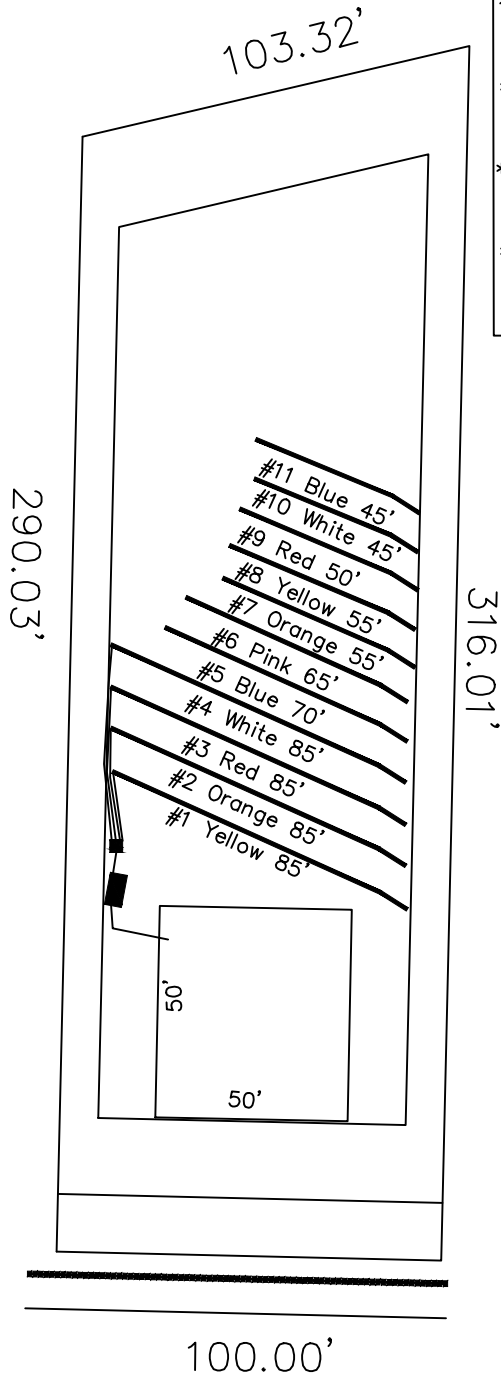 103.32'
290.03'
316.01'
#11 Blue 45'
#10 White 45'
#9 Red 50'
#8 Yellow 55'
#7 Orange 55'
#6 Pink 65'
#5 Blue 70'
#4 White 85'
#3 Red 85'
#2 Orange 85'
#1 Yellow 85'
50'
50'
100.00'